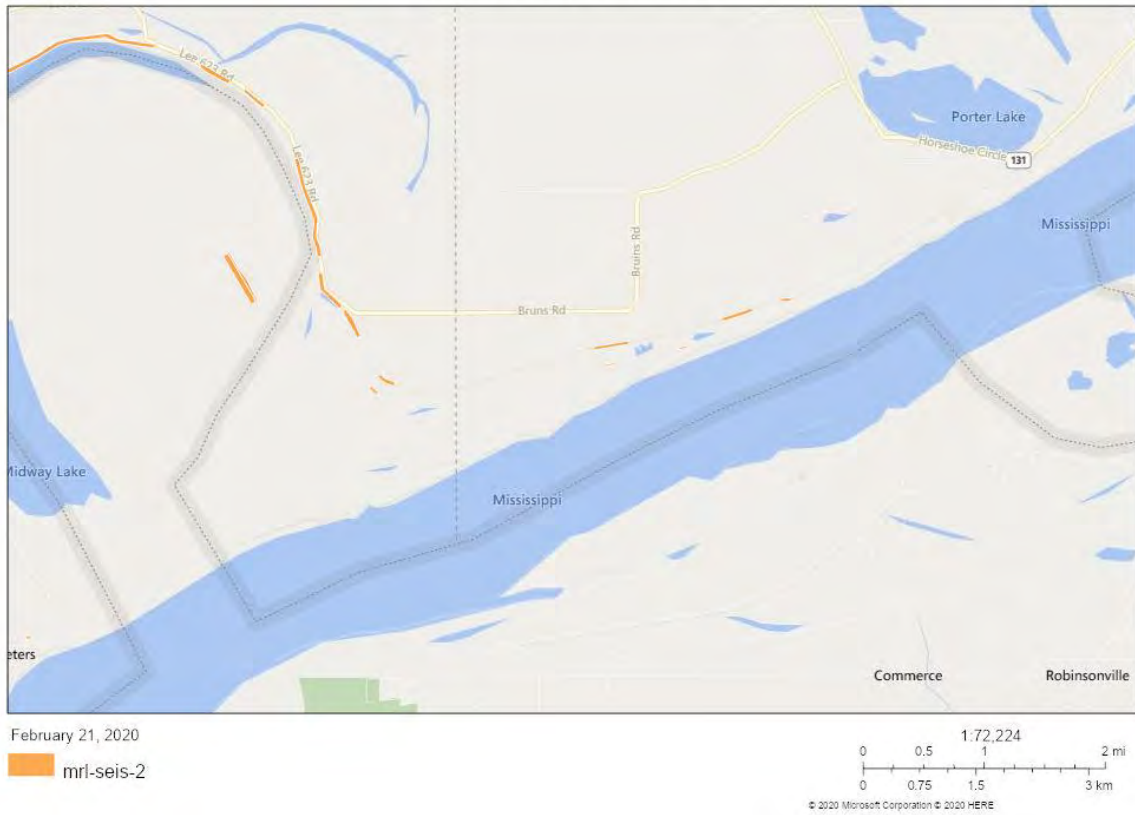 Lee 623 Rd
Porter Lake
Horseshoe Circle
131
Lee 623 Rd
Mississippi
Bruins Rd
Bruns Rd
Midway Lake
Mississippi
eters
Commerce
Robinsonville
February 21, 2020
mrl-seis-2
1:72,224
0 0.5 1 2 mi
0 0.75 1.5 3 km
© 2020 Microsoft Corporation © 2020 HERE